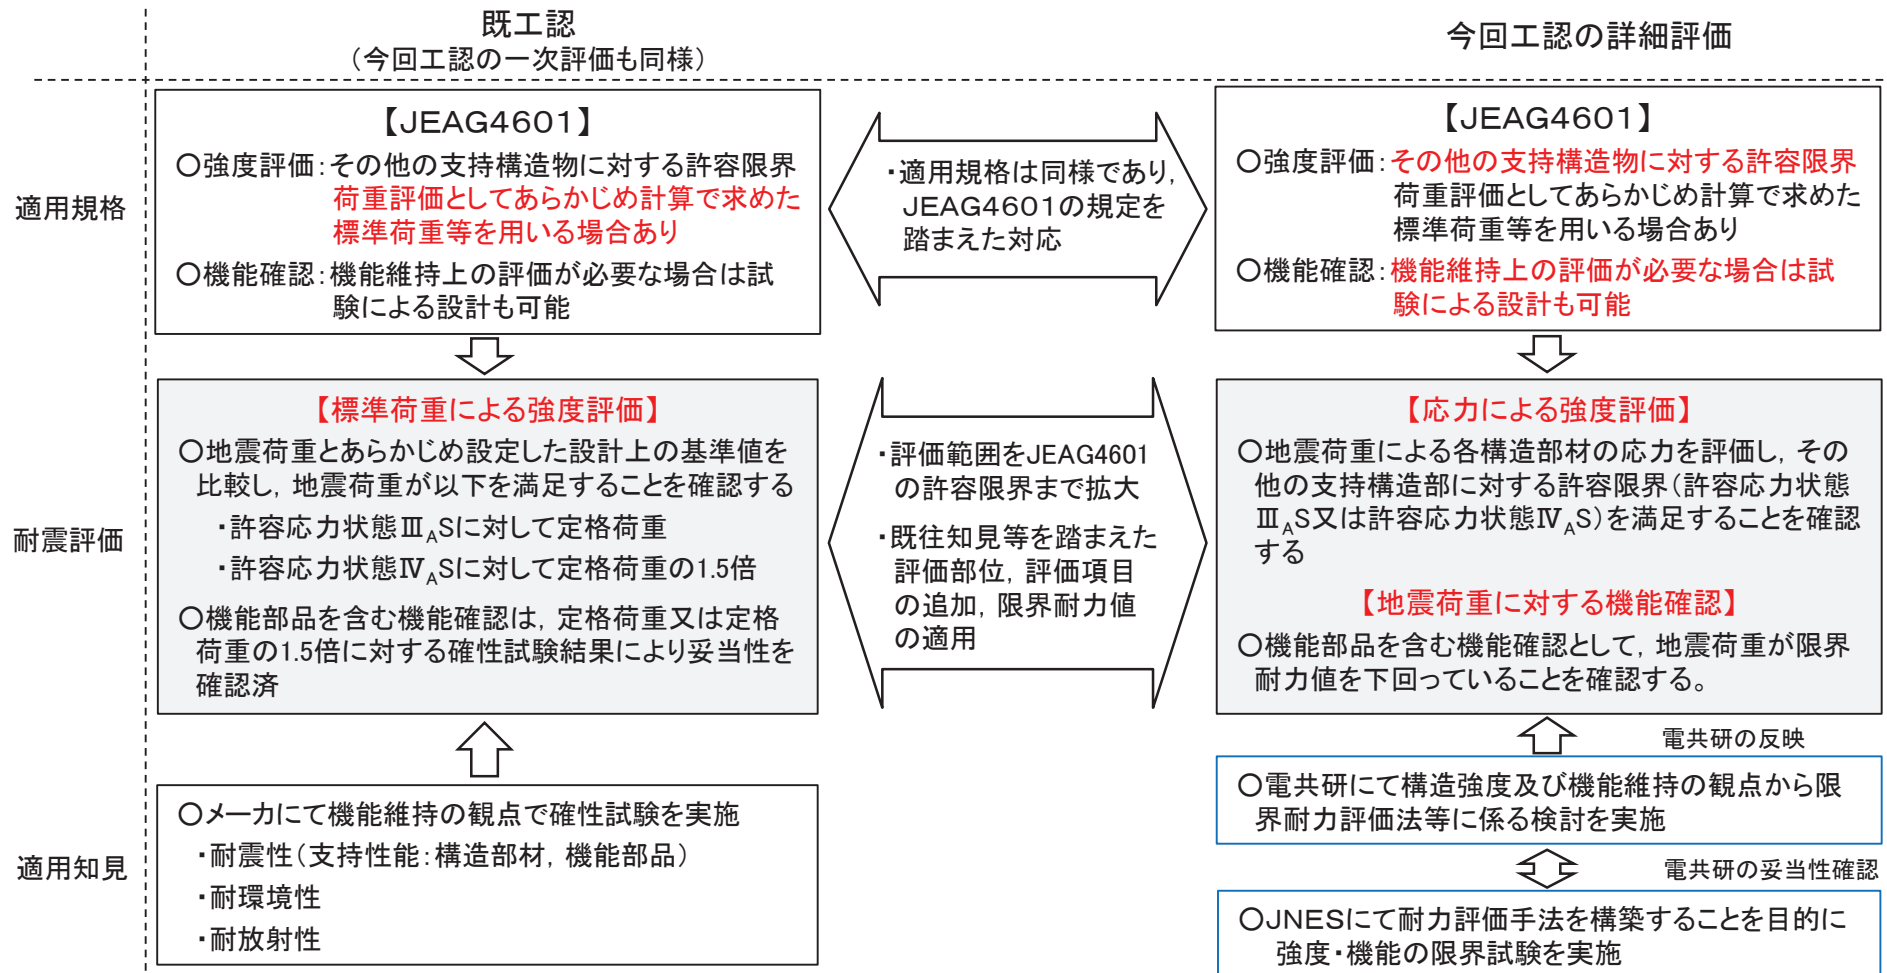 既工認
（今回工認の一次評価も同様）
今回工認の詳細評価
適用規格
【JEAG4601】
○強度評価：その他の支持構造物に対する許容限界
荷重評価としてあらかじめ計算で求めた
標準荷重等を用いる場合あり
○機能確認：機能維持上の評価が必要な場合は試
験による設計も可能
・適用規格は同様であり，
JEAG4601の規定を
踏まえた対応
【JEAG4601】
○強度評価：その他の支持構造物に対する許容限界
荷重評価としてあらかじめ計算で求めた
標準荷重等を用いる場合あり
○機能確認：機能維持上の評価が必要な場合は試
験による設計も可能
耐震評価
【標準荷重による強度評価】
○地震荷重とあらかじめ設定した設計上の基準値を
比較し，地震荷重が以下を満足することを確認する
・許容応力状態ⅢASに対して定格荷重
・許容応力状態ⅣASに対して定格荷重の1.5倍
○機能部品を含む機能確認は，定格荷重又は定格
荷重の1.5倍に対する確性試験結果により妥当性を
確認済
・評価範囲をJEAG4601
の許容限界まで拡大
・既往知見等を踏まえた
評価部位，評価項目
の追加，限界耐力値
の適用
【応力による強度評価】
○地震荷重による各構造部材の応力を評価し，その
他の支持構造部に対する許容限界（許容応力状態
ⅢAS又は許容応力状態ⅣAS）を満足することを確認
する
【地震荷重に対する機能確認】
○機能部品を含む機能確認として，地震荷重が限界
耐力値を下回っていることを確認する。
適用知見
○メーカにて機能維持の観点で確性試験を実施
・耐震性（支持性能：構造部材，機能部品）
・耐環境性
・耐放射性
電共研の反映
○電共研にて構造強度及び機能維持の観点から限
界耐力評価法等に係る検討を実施
電共研の妥当性確認
○JNESにて耐力評価手法を構築することを目的に
強度・機能の限界試験を実施